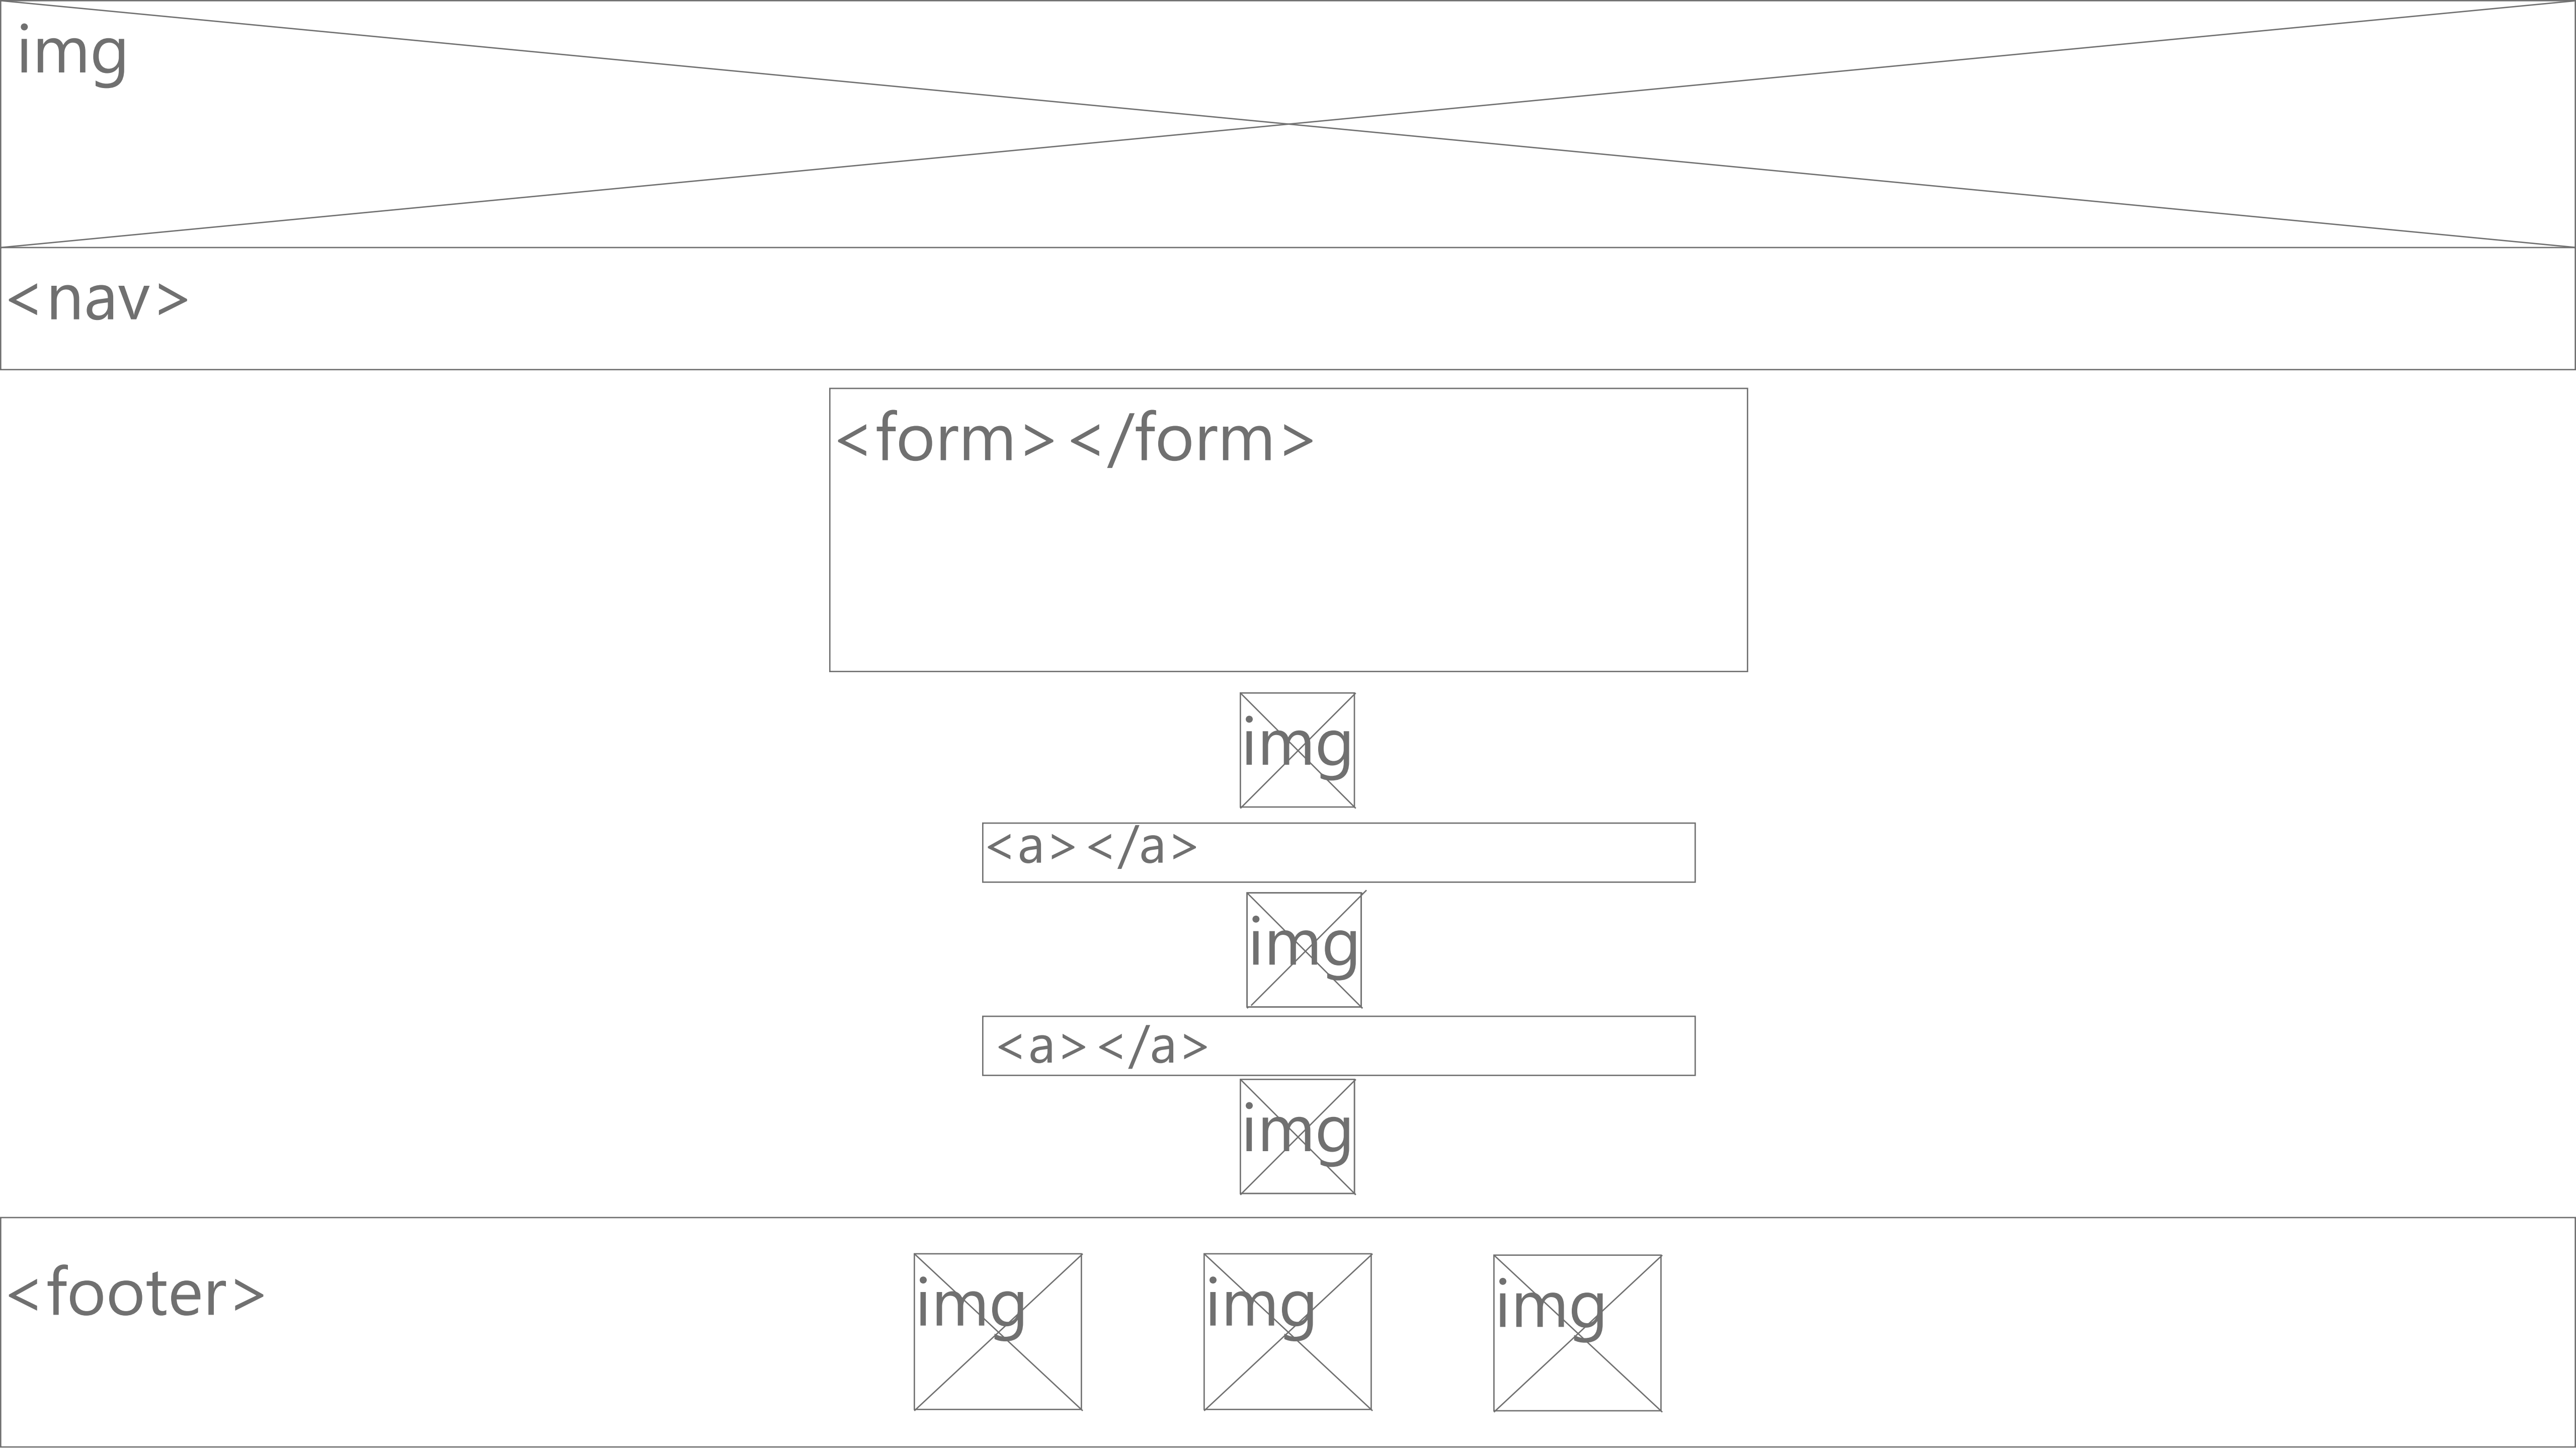 img
<nav>
<form></form>
img
<a></a>
img
<a></a>
img
<footer>
img
img
img